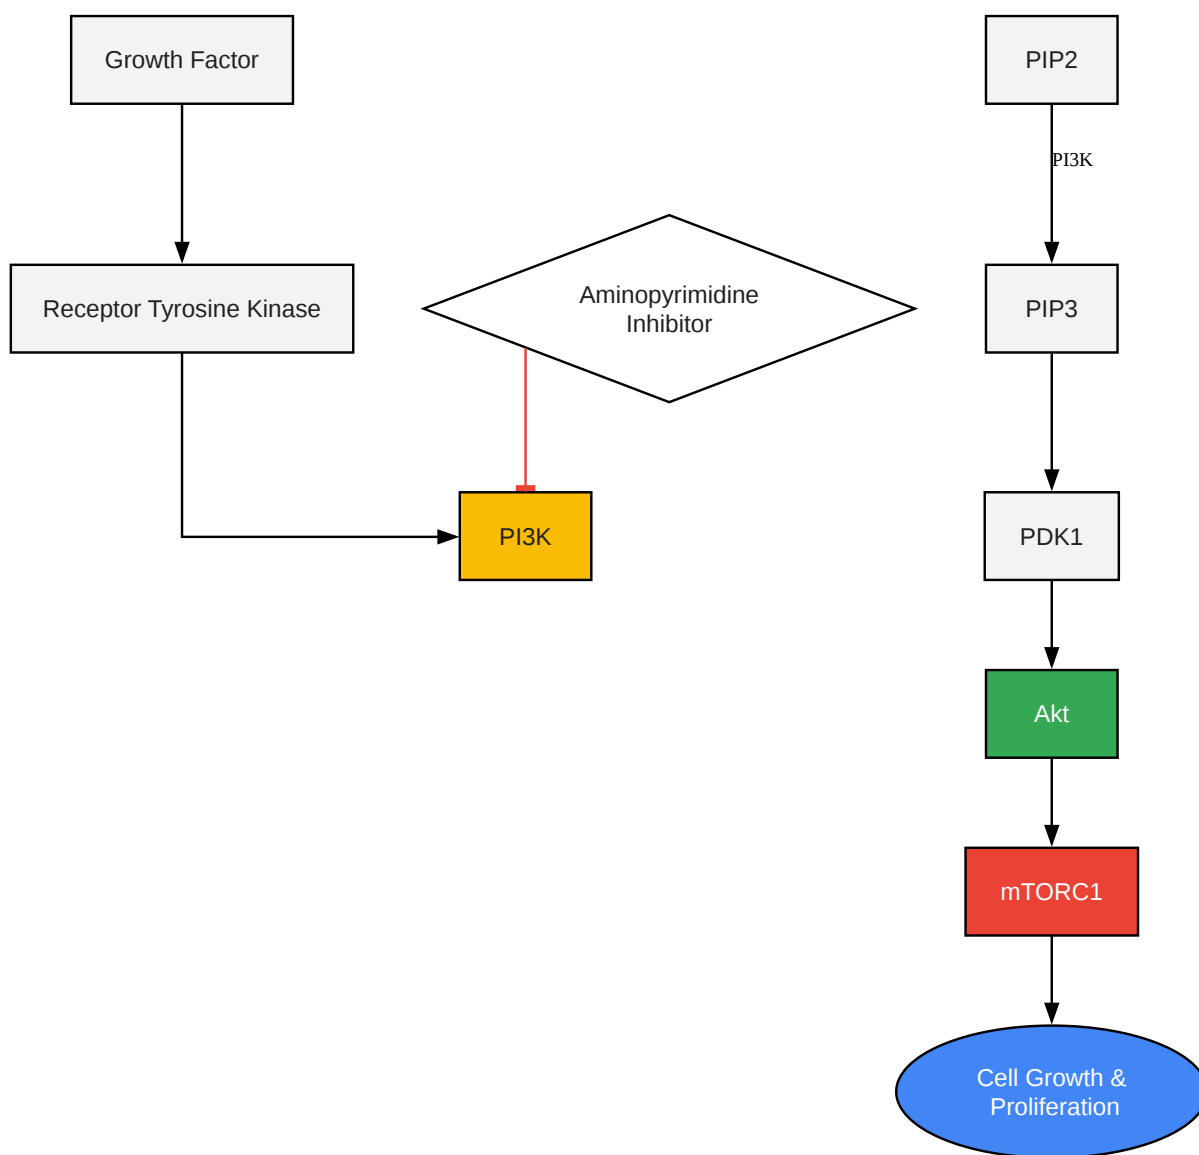 Growth Factor
PIP2
PI3K
Receptor Tyrosine Kinase
Aminopyrimidine
Inhibitor
PIP3
PI3K
PDK1
Akt
mTORC1
Cell Growth &
Proliferation